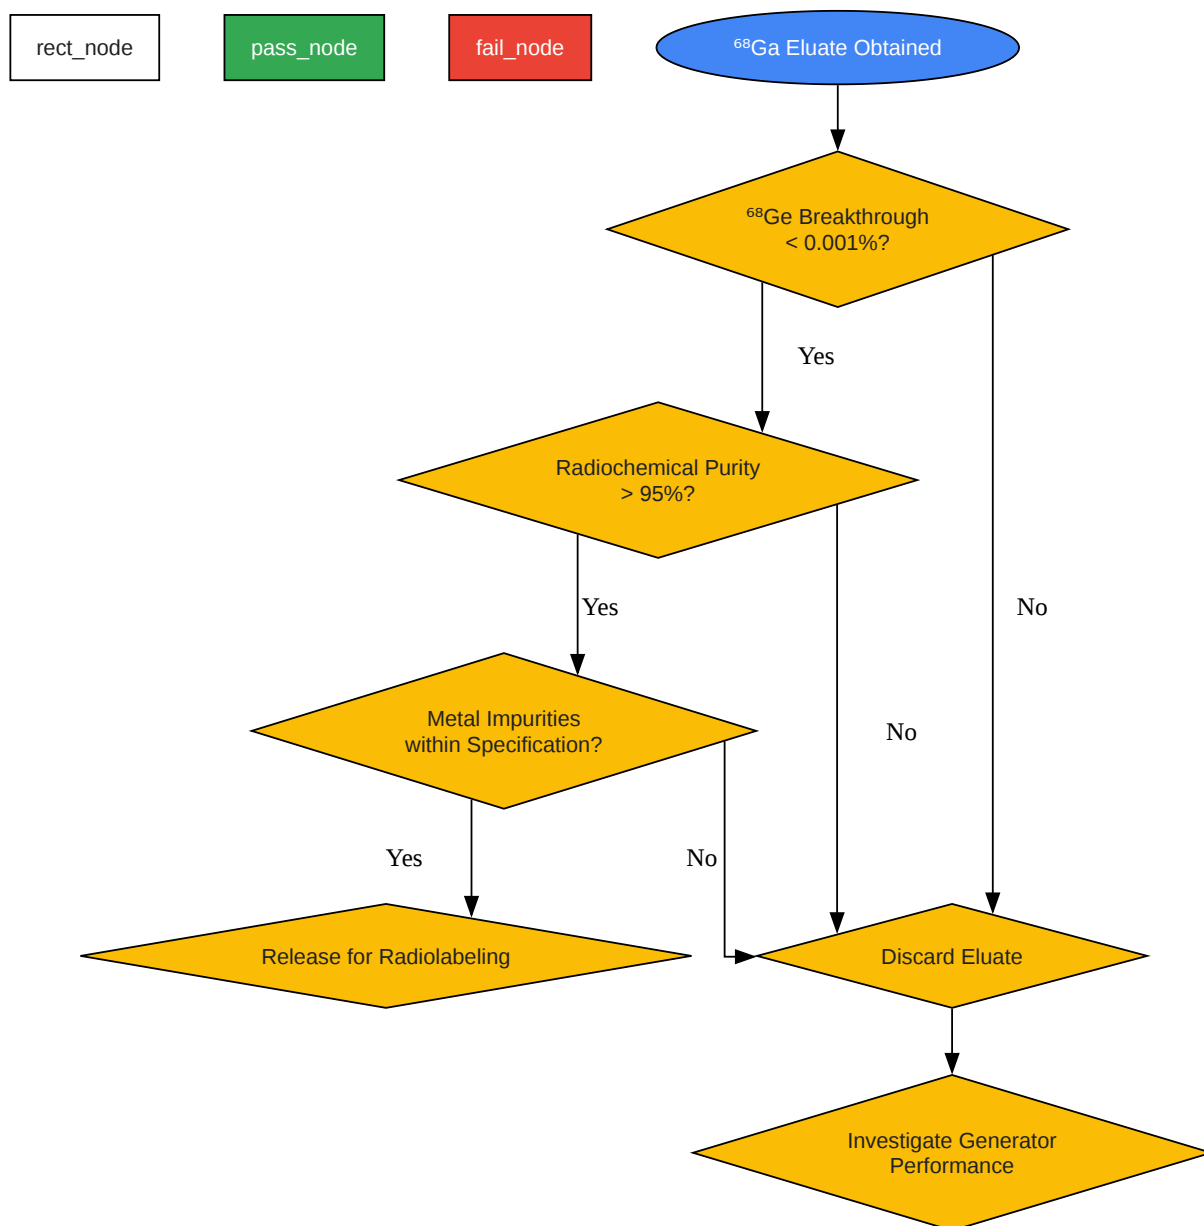 rect_node
pass_node
fail_node
⁶⁸Ga Eluate Obtained
⁶⁸Ge Breakthrough
< 0.001%?
Yes
Radiochemical Purity
> 95%?
Yes
No
Metal Impurities
within Specification?
No
Yes
No
Release for Radiolabeling
Discard Eluate
Investigate Generator
Performance